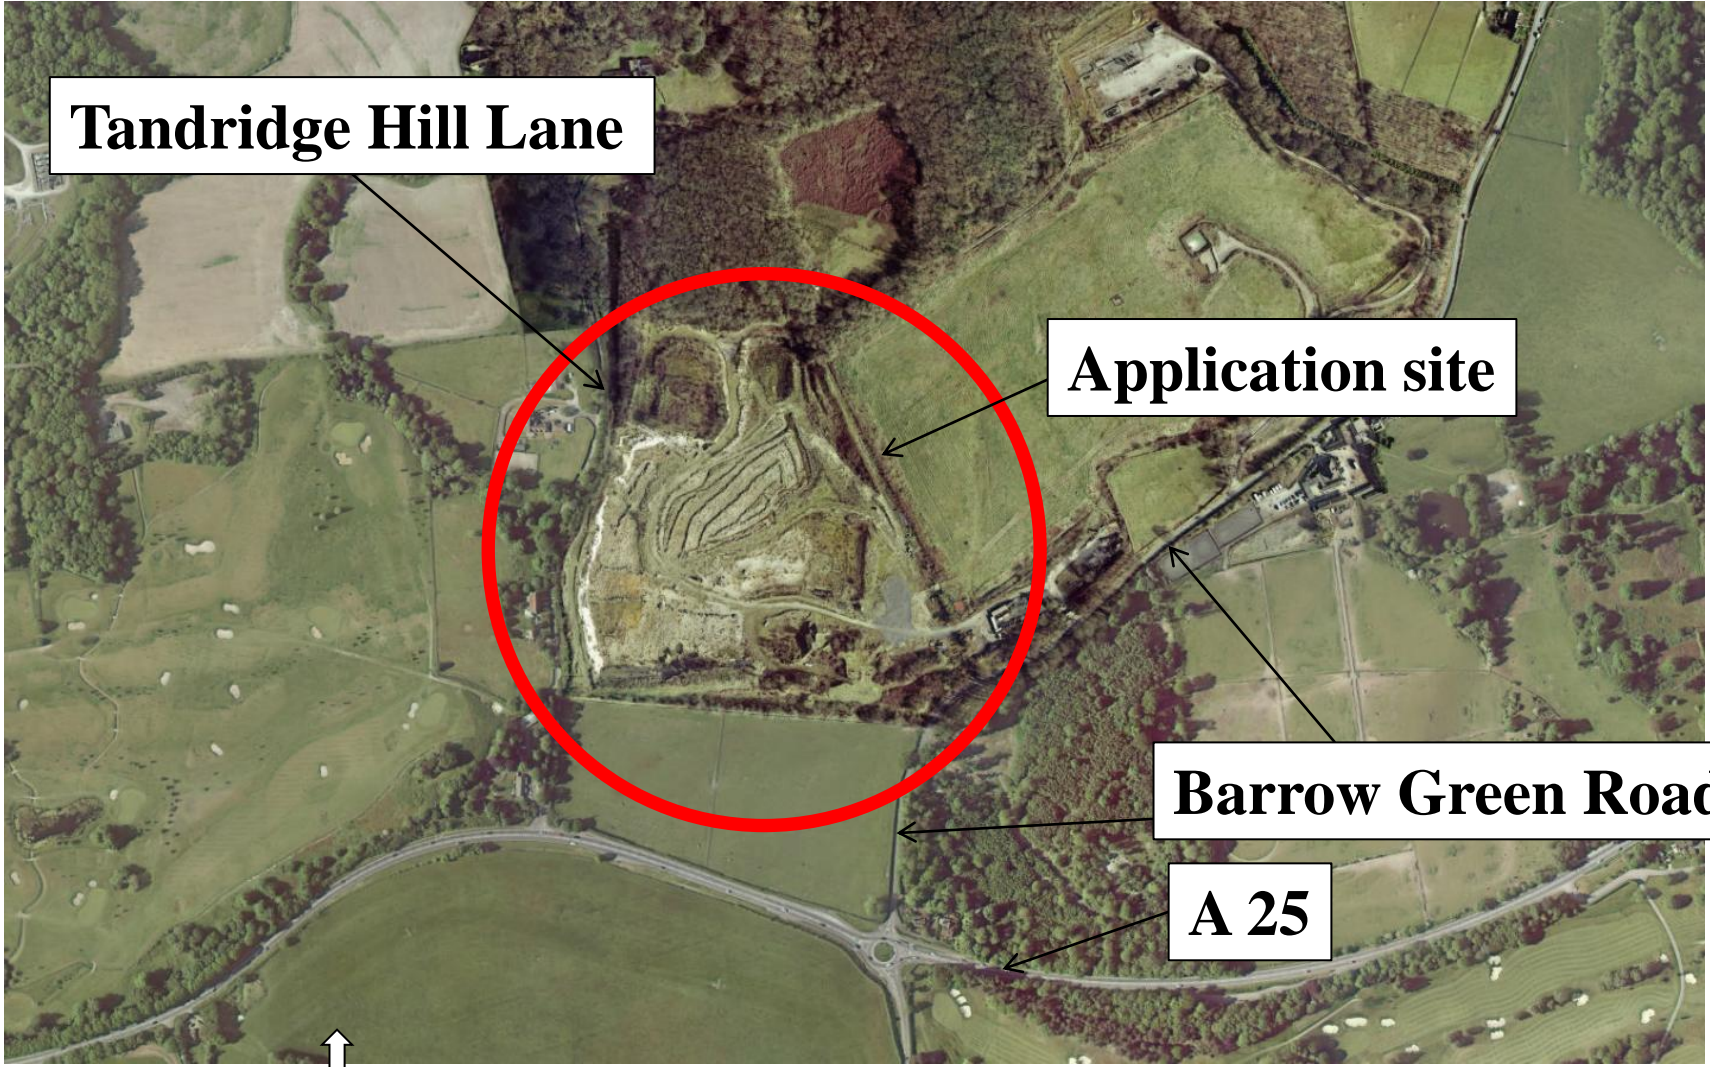 Tandridge Hill Lane
Application site
Barrow Green Road
A 25